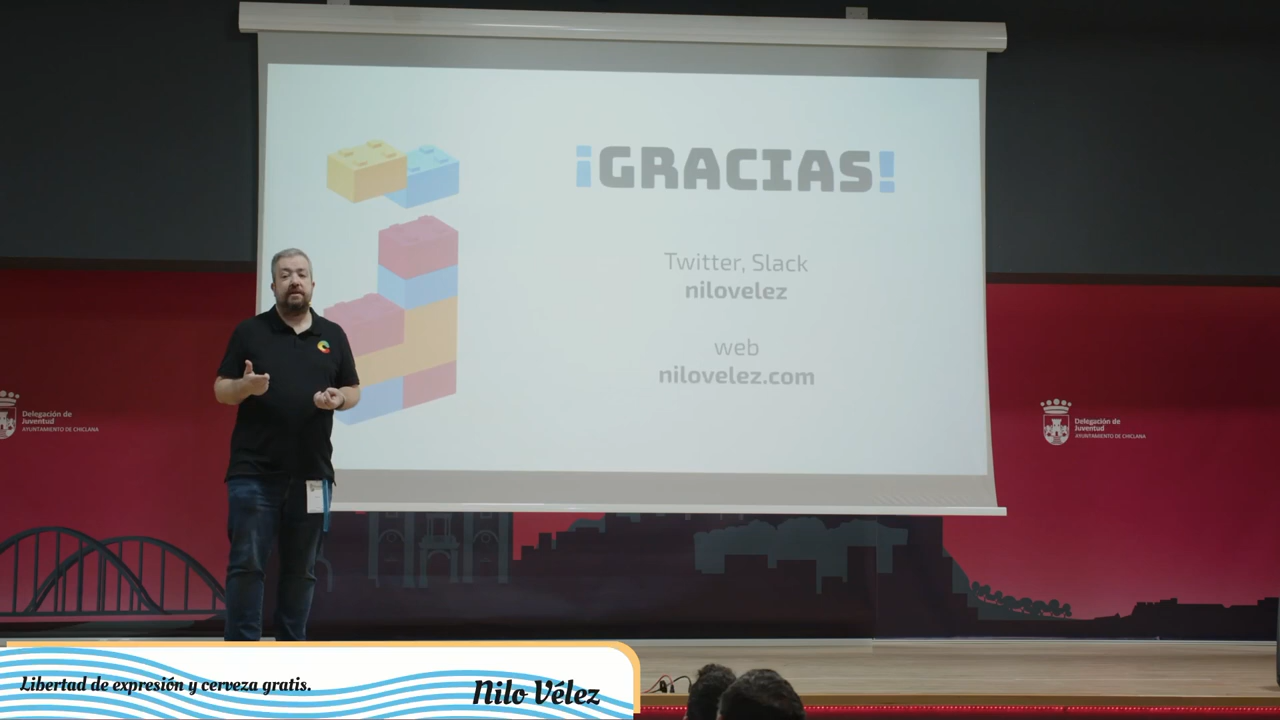 ¡GRACIAS!
Twitter, Slack
nilovelez
web
nilovelez.com
Delegación de
Juventud
AYUNTAMIENTO DE CHICLANA
Delegación de
Juventud
AYUNTAMIENTO DE CHICLANA
Libertad de expresión y cerveza gratis.
Nilo Vélez